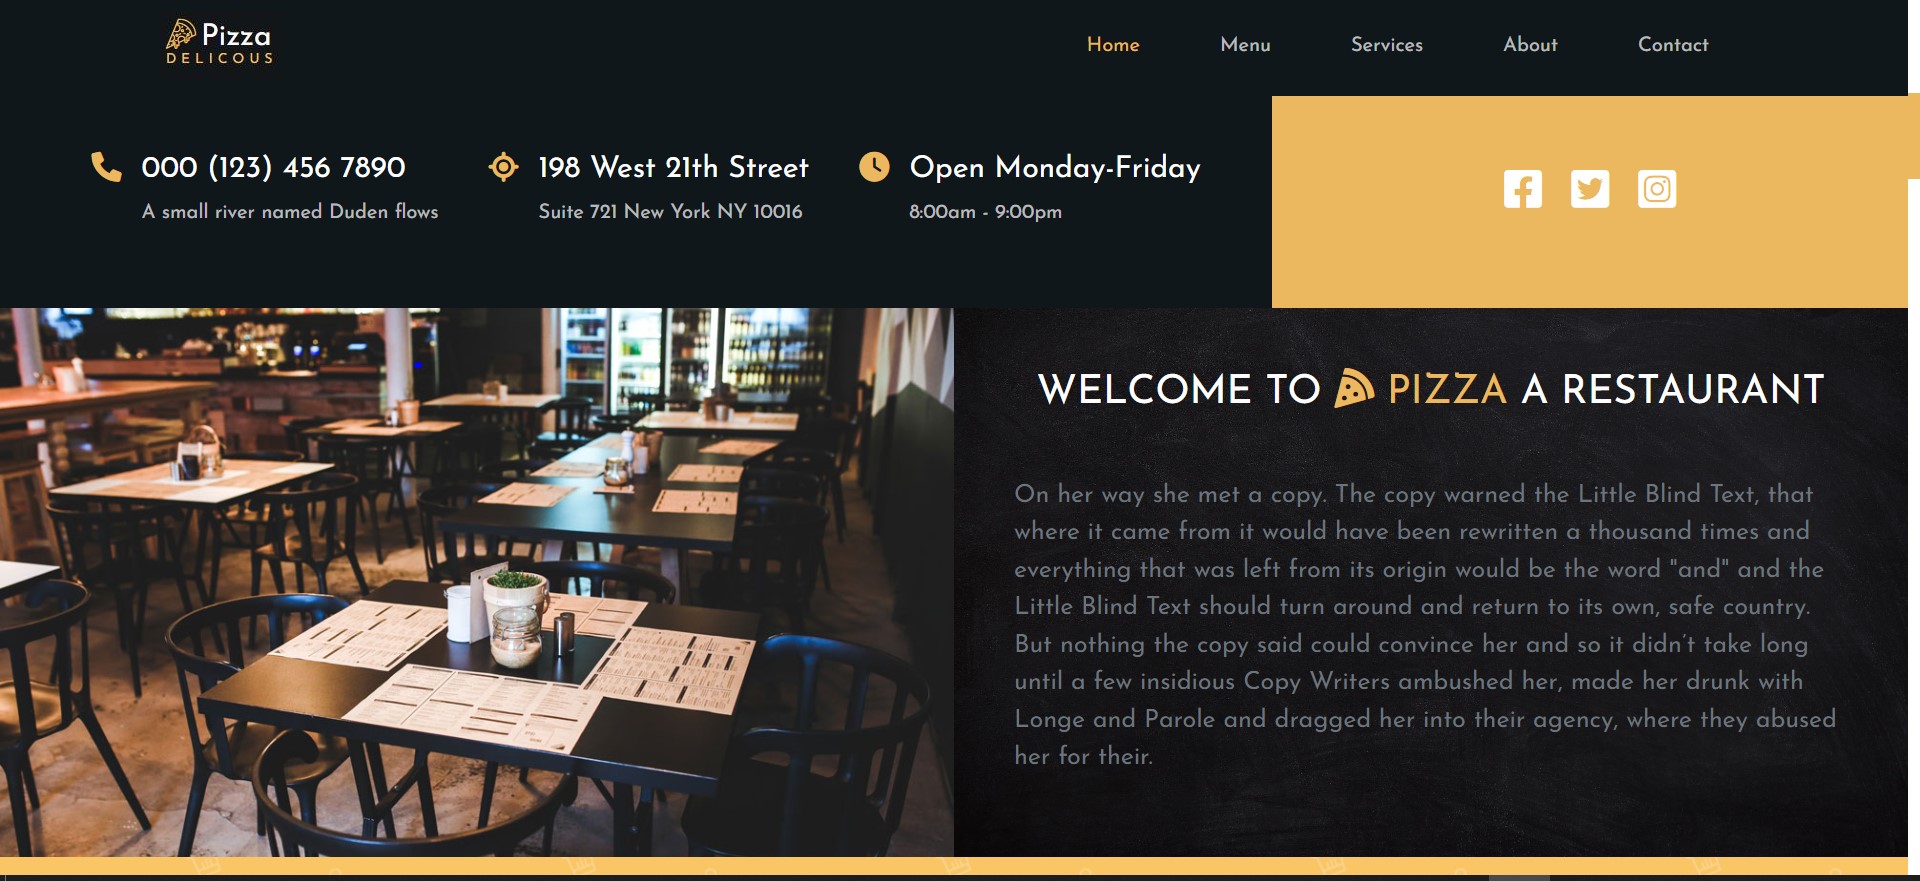 Pizza
DELICOUS
Home Menu Services About Contact
000 (123) 456 7890
A small river named Duden flows
198 West 21th Street
Suite 721 New York NY 10016
Open Monday-Friday
8:00am - 9:00pm
WELCOME TO PIZZA A RESTAURANT
On her way she met a copy. The copy warned the Little Blind Text, that
where it came from it would have been rewritten a thousand times and
everything that was left from its origin would be the word "and" and the
Little Blind Text should turn around and return to its own, safe country.
But nothing the copy said could convince her and so it didn’t take long
until a few insidious Copy Writers ambushed her, made her drunk with
Longe and Parole and dragged her into their agency, where they abused
her for their.